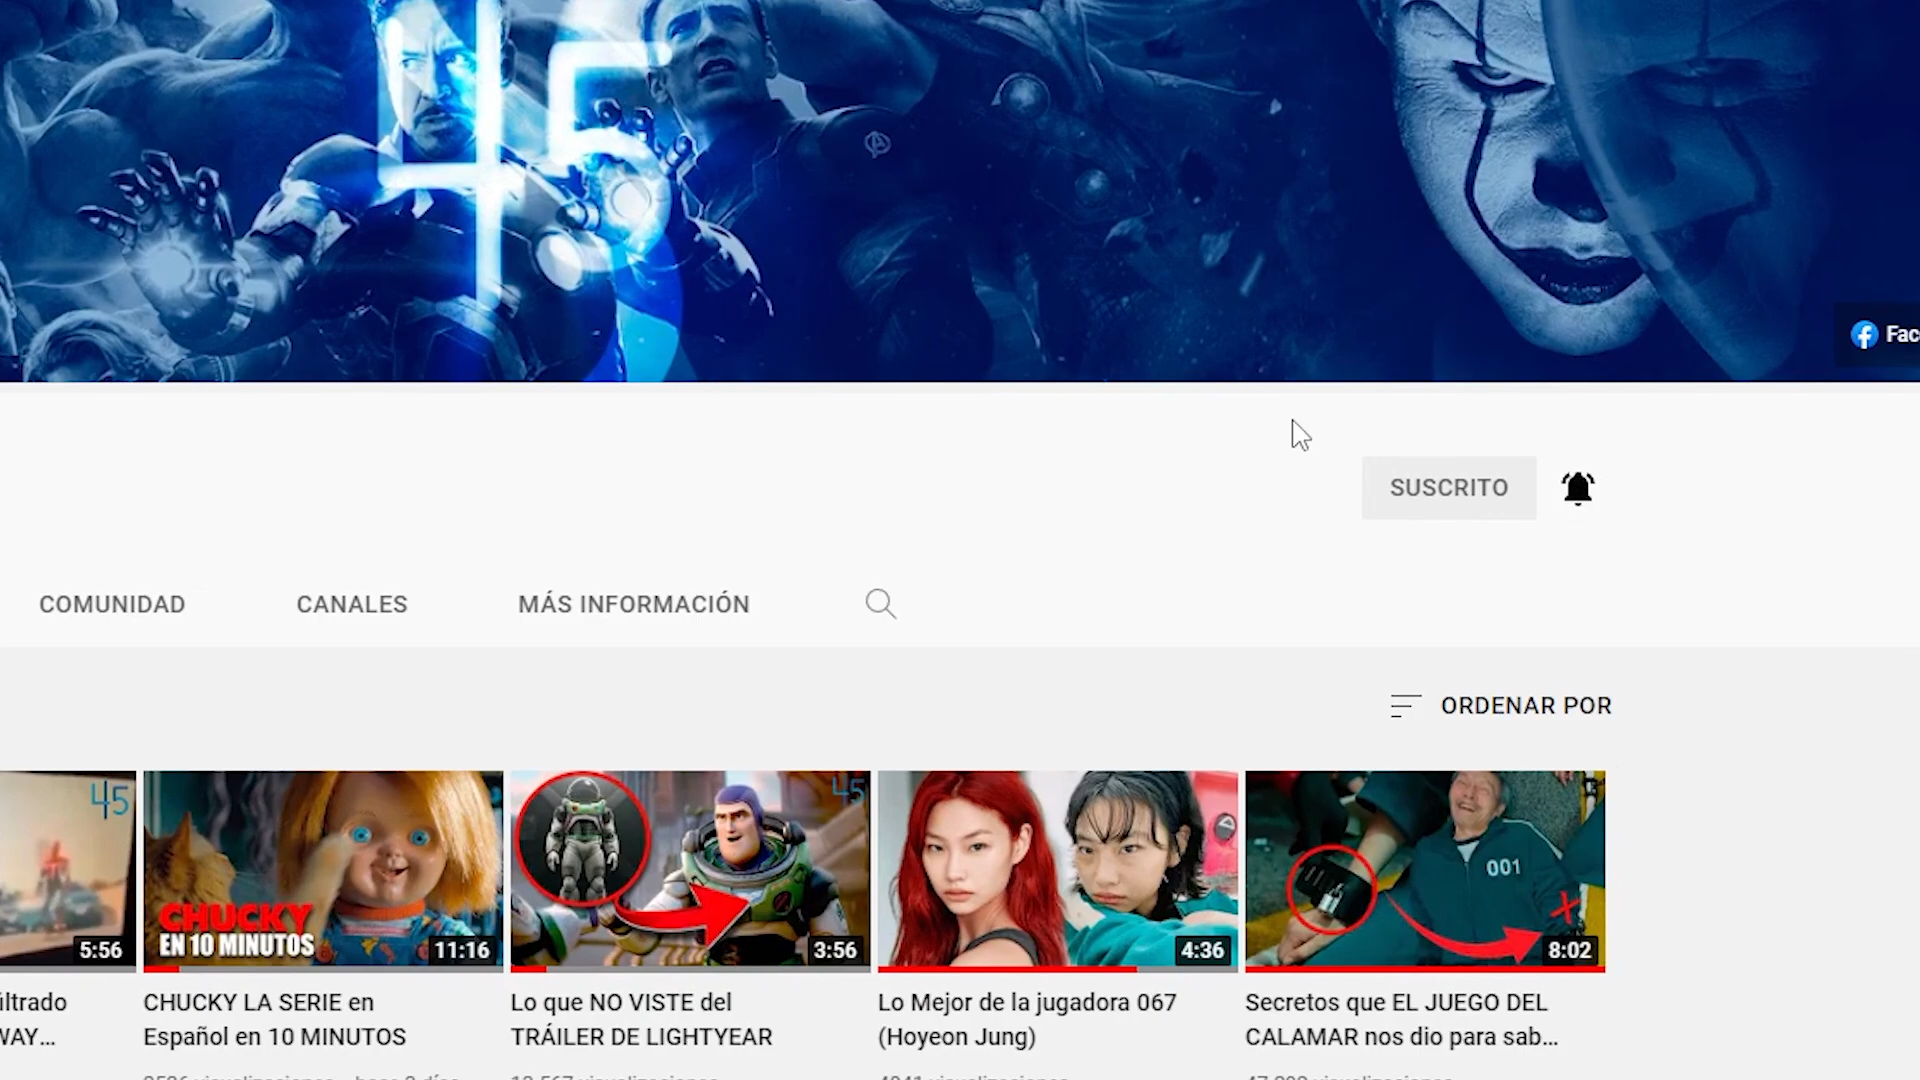 45
Fac
SUSCRITO
COMUNIDAD
CANALES
MÁS INFORMACIÓN
ORDENAR POR
45
5:56
CHUCKY
EN 10 MINUTOS
11:16
45
3:56
4:36
001
8:02
iltrado
WAY...
CHUCKY LA SERIE en
Español en 10 MINUTOS
Lo que NO VISTE del
TRÁILER DE LIGHTYEAR
Lo Mejor de la jugadora 067
(Hoyeon Jung)
Secretos que EL JUEGO DEL
CALAMAR nos dio para sab...